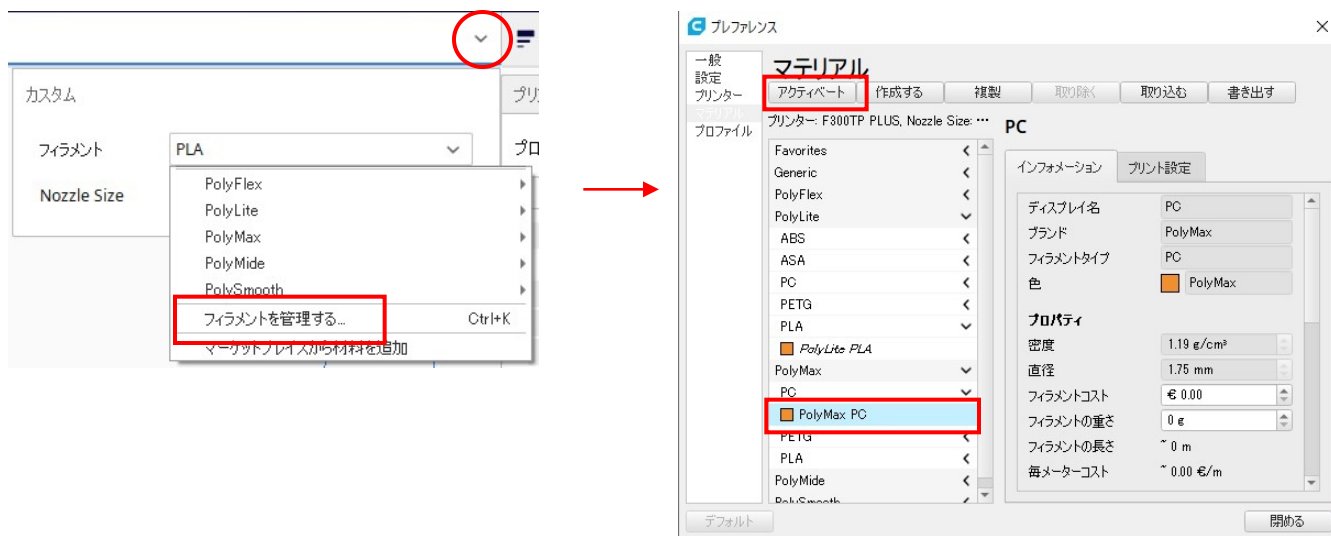 カスタム
プリ
フィラメント PLA
プロ
Nozzle Size
PolyFlex
PolyLite
PolyMax
PolyMide
PolySmooth
フィラメントを管理する... Ctrl+K
マーケットプレイスから材料を追加
プレファレンス
一般
設定
プリンター
マテリアル
プロファイル
マテリアル
アクティベート 作成する 複製 取り除く 取り込む 書き出す
プリンター: F300TP PLUS, Nozzle Size: ...
Favorites
Generic
PolyFlex
PolyLite
ABS
ASA
PC
PETG
PLA
PolyLite PLA
PolyMax
PC
PolyMax PC
PETG
PLA
PolyMide
PolySmooth
PC
インフォメーション プリント設定
ディスプレイ名 PC
ブランド PolyMax
フィラメントタイプ PC
色 PolyMax
プロパティ
密度 1.19 g/cm³
直径 1.75 mm
フィラメントコスト € 0.00
フィラメントの重さ 0 g
フィラメントの長さ ~ 0 m
毎メーターコスト ~ 0.00 €/m
デフォルト 閉める